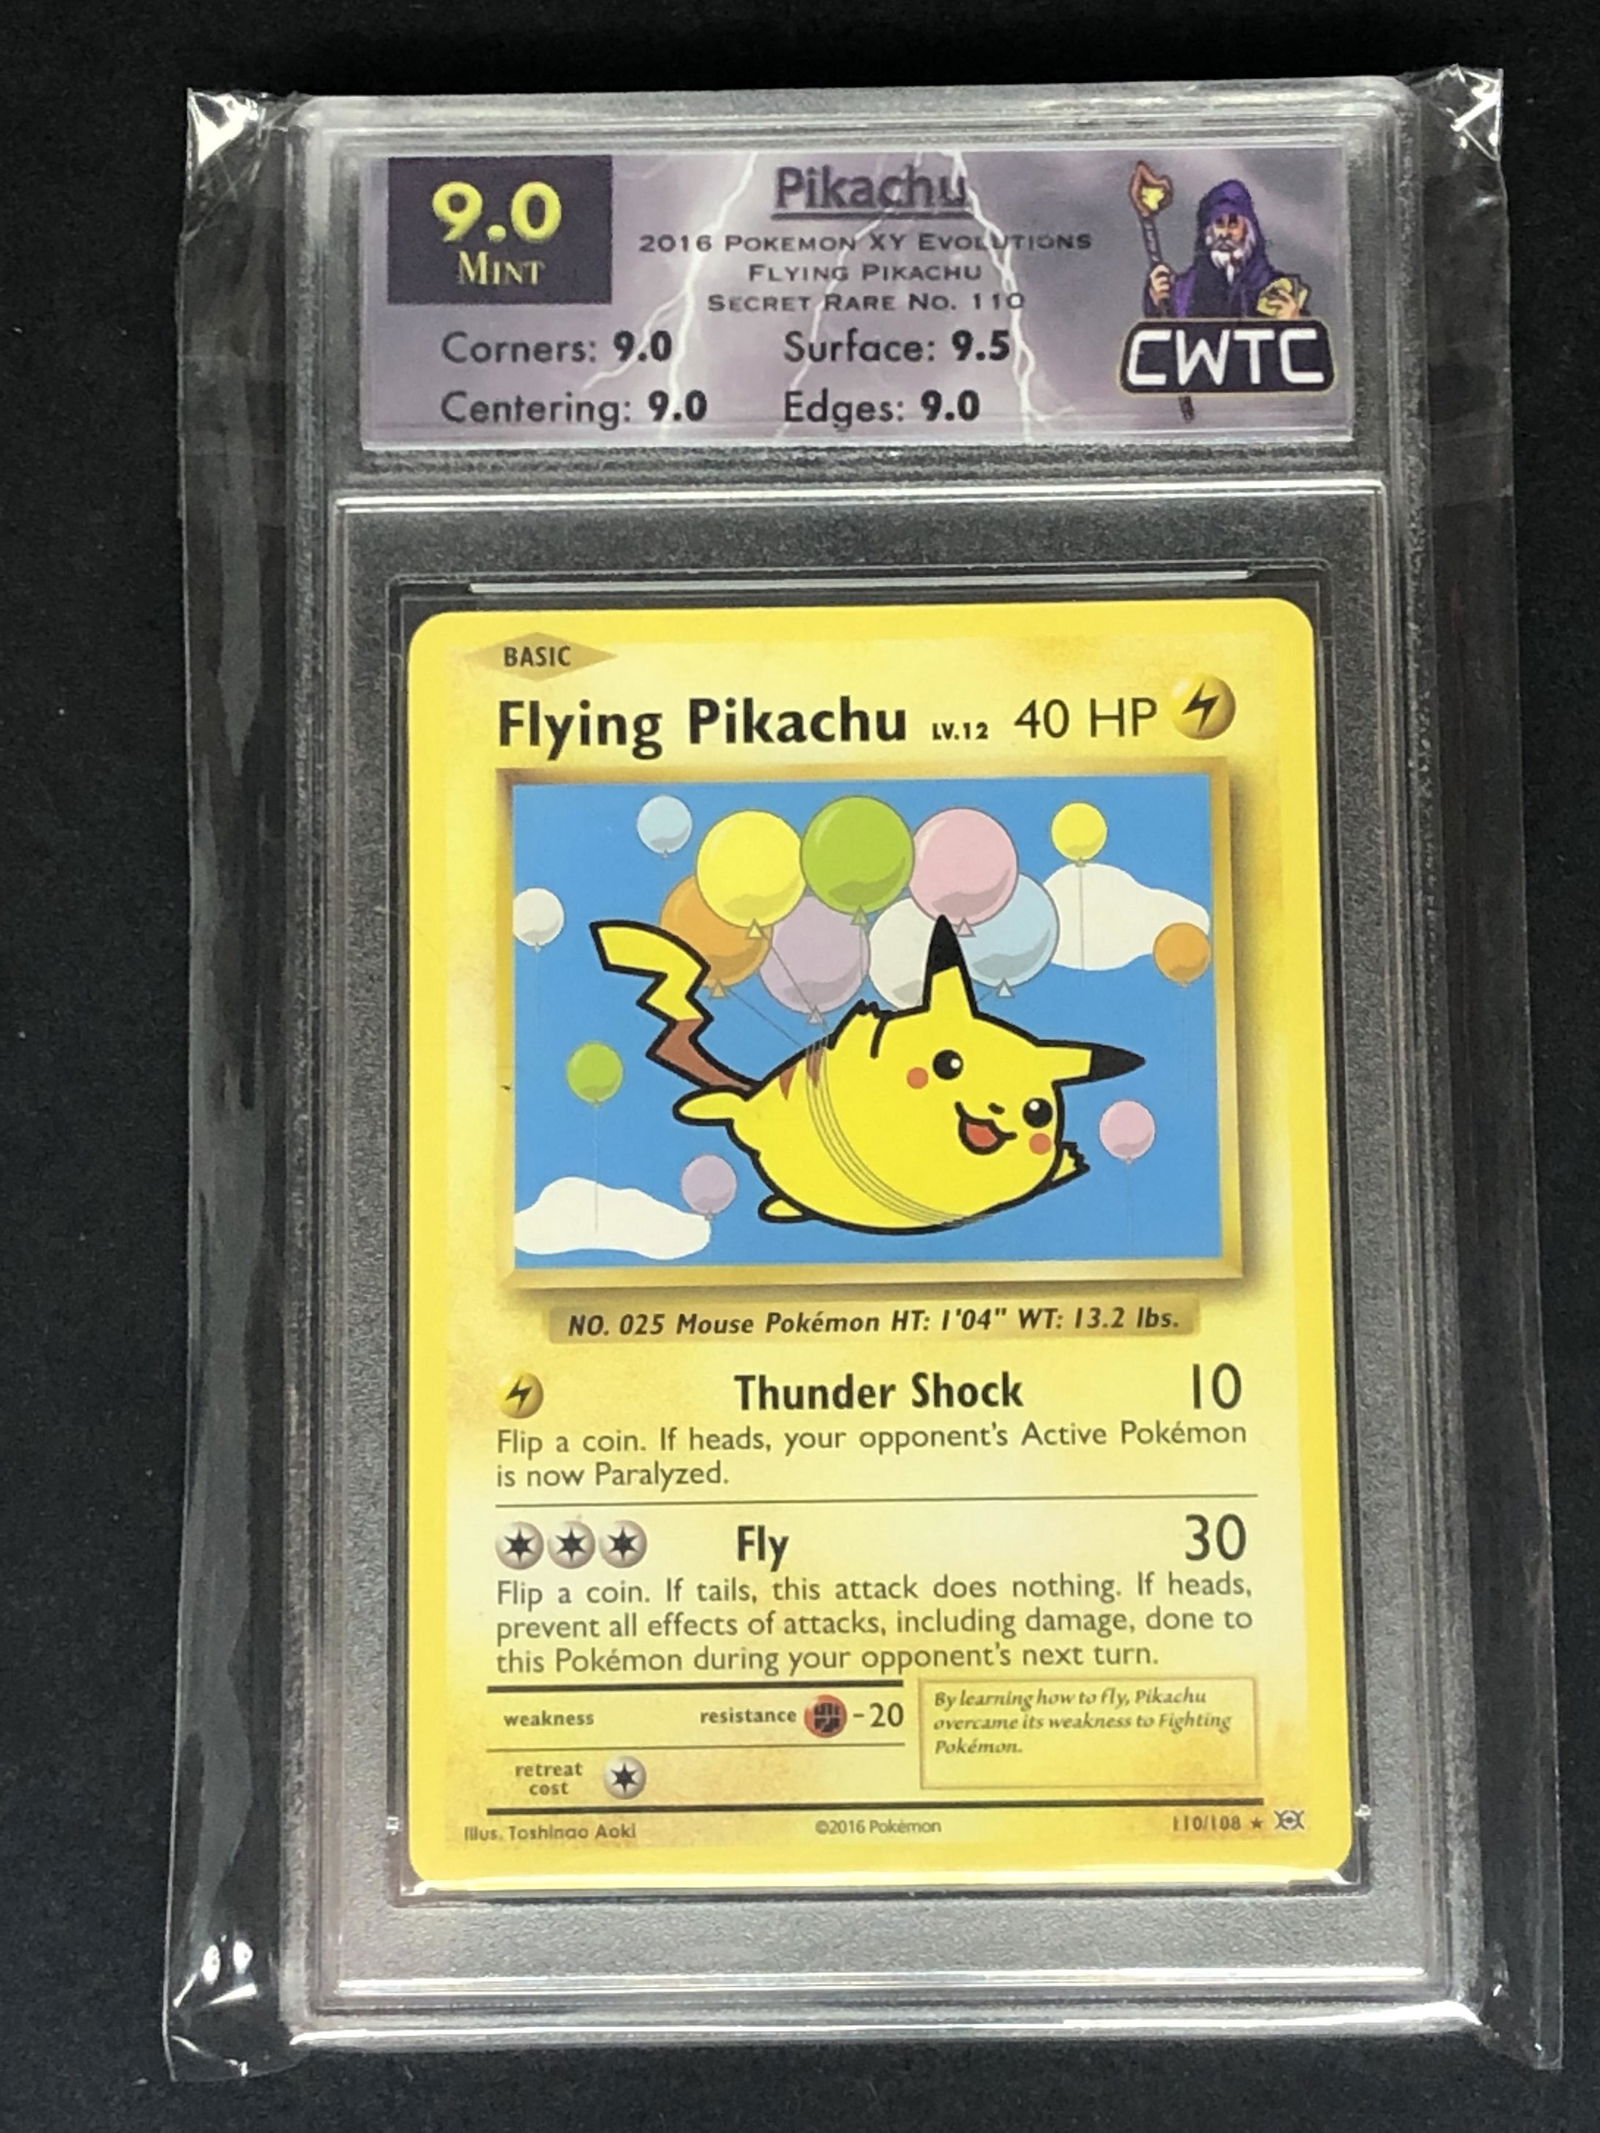 9.0
MINT
Pikachu
2016 POKEMON XY EVOLUTIONS
FLYING PIKACHU
SECRET RARE NO. 110
Corners: 9.0 Surface: 9.5
Centering: 9.0 Edges: 9.0
CWTC
BASIC
Flying Pikachu LV.12 40 HP
NO. 025 Mouse Pokémon HT: 1'04" WT: 13.2 lbs.
Thunder Shock 10
Flip a coin. If heads, your opponent's Active Pokémon
is now Paralyzed.
Fly 30
Flip a coin. If tails, this attack does nothing. If heads,
prevent all effects of attacks, including damage, done to
this Pokémon during your opponent's next turn.
weakness resistance -20
retreat
cost
By learning how to fly, Pikachu
overcame its weakness to Fighting
Pokémon.
Illus. Toshinao Aoki ©2016 Pokémon 110/108 ★